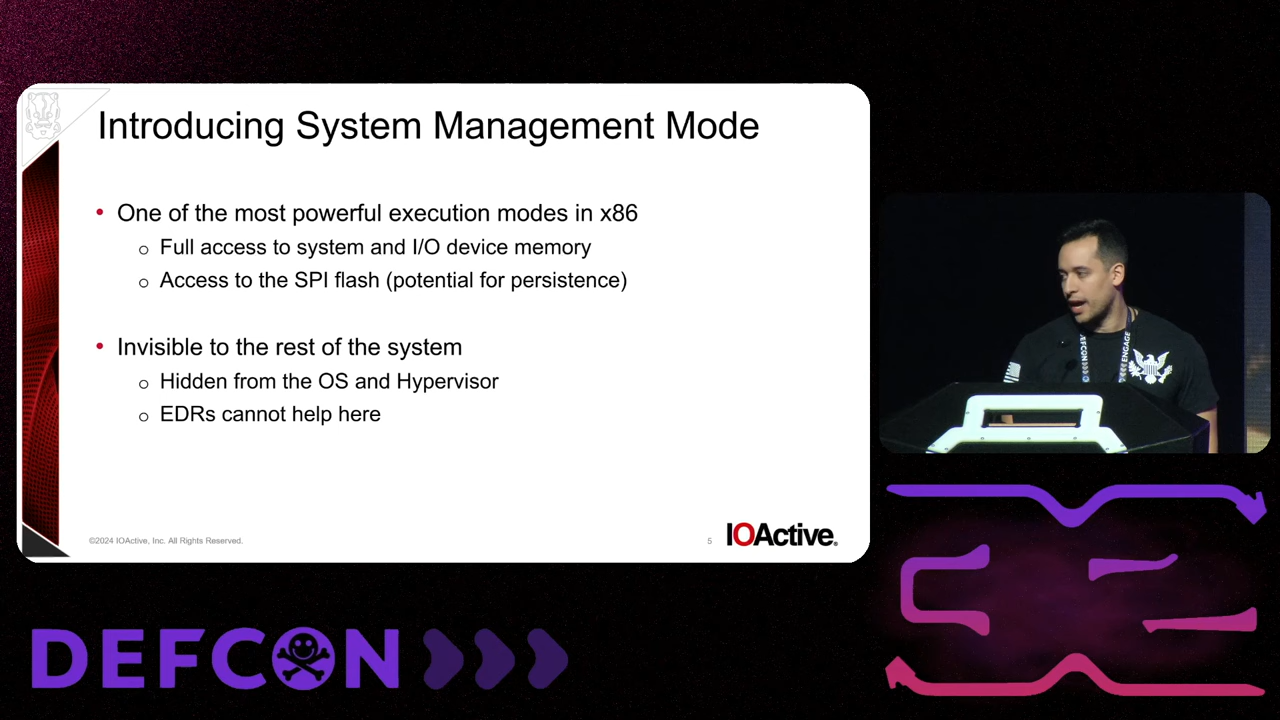 Introducing System Management Mode
• One of the most powerful execution modes in x86
o Full access to system and I/O device memory
o Access to the SPI flash (potential for persistence)
• Invisible to the rest of the system
o Hidden from the OS and Hypervisor
o EDRs cannot help here
©2024 IOActive, Inc. All Rights Reserved.
5
IOActive.
DEFCON
ENGAGE
DEFCON